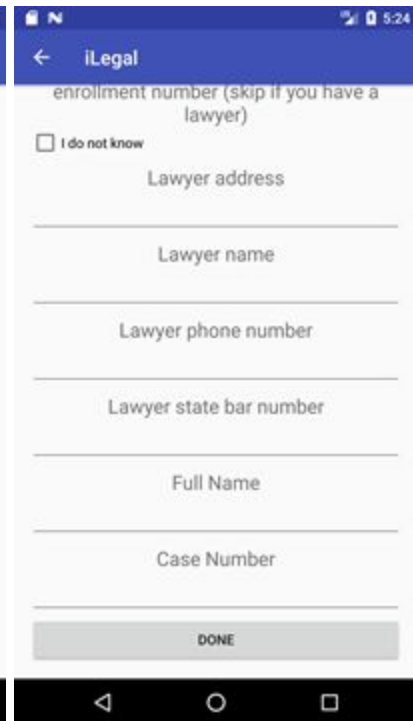 5:24
iLegal
enrollment number (skip if you have a
lawyer)
I do not know
Lawyer address
Lawyer name
Lawyer phone number
Lawyer state bar number
Full Name
Case Number
DONE